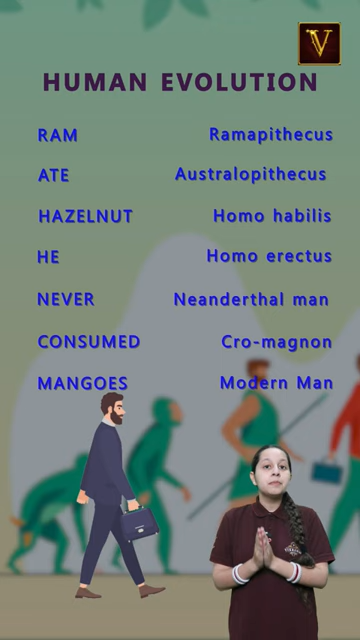 V
HUMAN EVOLUTION
RAM Ramapithecus
ATE Australopithecus
HAZELNUT Homo habilis
HE Homo erectus
NEVER Neanderthal man
CONSUMED Cro-magnon
MANGOES Modern Man